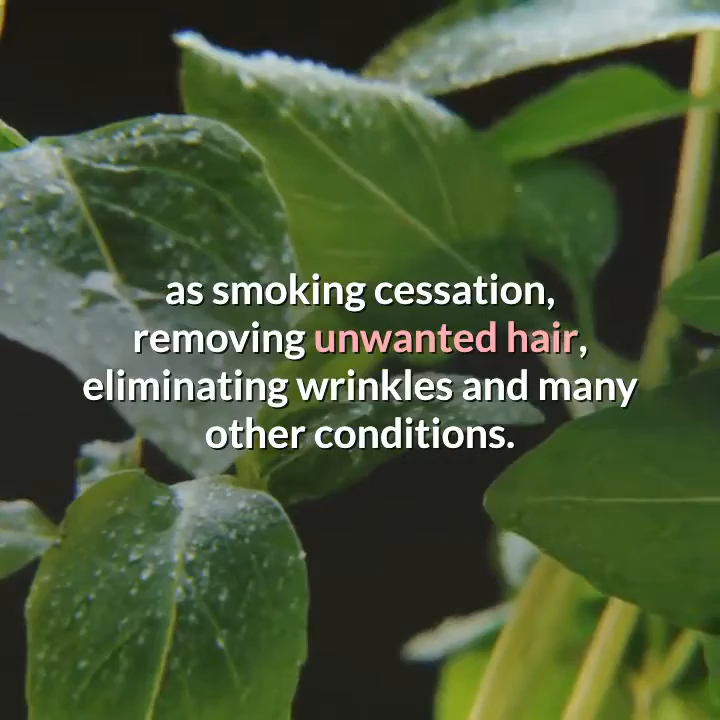 as smoking cessation,
removing unwanted hair,
eliminating wrinkles and many
other conditions.